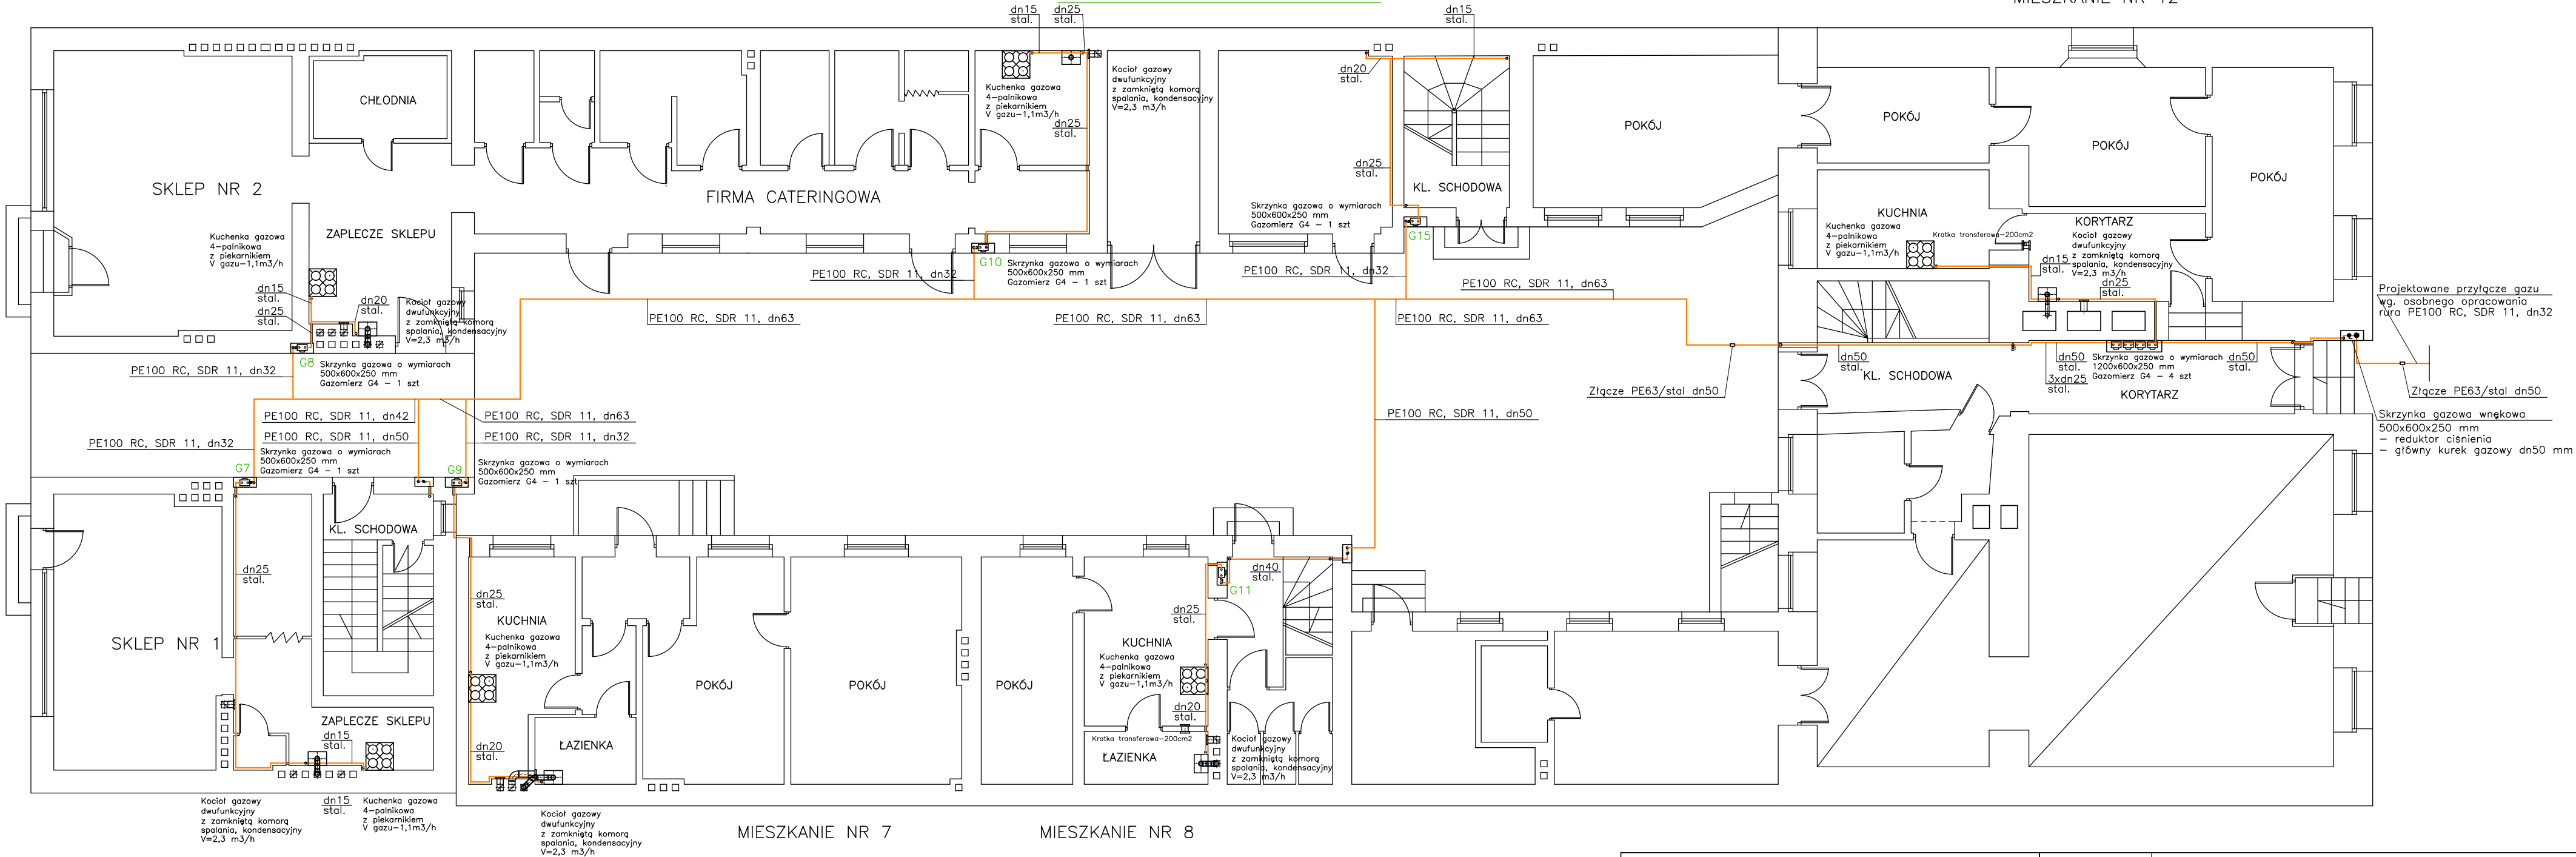 MIESZKANIE NR 12
dn15
stal.
dn25
stal.
dn15
stal.
CHŁODNIA
Kuchenka gazowa
4-palnikowa
z piekarnikiem
V gazu-1,1m3/h
dn25
stal.
Kocioł gazowy
dwufunkcyjny
z zamkniętą komorą
spalania, kondensacyjny
V=2,3 m3/h
dn20
stal.
dn25
stal.
POKÓJ
POKÓJ
POKÓJ
POKÓJ
SKLEP NR 2
FIRMA CATERINGOWA
KL. SCHODOWA
Skrzynka gazowa o wymiarach
500x600x250 mm
Gazomierz G4 - 1 szt
G15
KUCHNIA
Kuchenka gazowa
4-palnikowa
z piekarnikiem
V gazu-1,1m3/h
KORYTARZ
Kratka transferowa-200cm2
Kocioł gazowy
dwufunkcyjny
z zamkniętą komorą
spalania, kondensacyjny
V=2,3 m3/h
dn15
stal.
dn25
stal.
ZAPLECZE SKLEPU
Kuchenka gazowa
4-palnikowa
z piekarnikiem
V gazu-1,1m3/h
dn15
stal.
dn25
stal.
dn20
stal.
Kocioł gazowy
dwufunkcyjny
z zamkniętą komorą
spalania, kondensacyjny
V=2,3 m3/h
G10
Skrzynka gazowa o wymiarach
500x600x250 mm
Gazomierz G4 - 1 szt
PE100 RC, SDR 11, dn32
PE100 RC, SDR 11, dn32
PE100 RC, SDR 11, dn63
PE100 RC, SDR 11, dn63
PE100 RC, SDR 11, dn63
PE100 RC, SDR 11, dn63
Projektowane przyłącze gazu
wg. osobnego opracowania
rura PE100 RC, SDR 11, dn32
G8
Skrzynka gazowa o wymiarach
500x600x250 mm
Gazomierz G4 - 1 szt
PE100 RC, SDR 11, dn32
dn50
stal.
KL. SCHODOWA
dn50
stal.
3xdn25
stal.
Skrzynka gazowa o wymiarach
1200x600x250 mm
Gazomierz G4 - 4 szt
dn50
stal.
KORYTARZ
Złącze PE63/stal dn50
Złącze PE63/stal dn50
Skrzynka gazowa wnękowa
500x600x250 mm
- reduktor ciśnienia
- główny kurek gazowy dn50 mm
PE100 RC, SDR 11, dn42
PE100 RC, SDR 11, dn63
PE100 RC, SDR 11, dn50
PE100 RC, SDR 11, dn32
PE100 RC, SDR 11, dn50
PE100 RC, SDR 11, dn32
Skrzynka gazowa o wymiarach
500x600x250 mm
Gazomierz G4 - 1 szt
G7
G9
Skrzynka gazowa o wymiarach
500x600x250 mm
Gazomierz G4 - 1 szt
KL. SCHODOWA
dn25
stal.
dn25
stal.
KUCHNIA
Kuchenka gazowa
4-palnikowa
z piekarnikiem
V gazu-1,1m3/h
dn40
stal.
G11
dn25
stal.
KUCHNIA
Kuchenka gazowa
4-palnikowa
z piekarnikiem
V gazu-1,1m3/h
SKLEP NR 1
POKÓJ
POKÓJ
POKÓJ
dn20
stal.
ZAPLECZE SKLEPU
dn15
stal.
dn20
stal.
ŁAZIENKA
Kratka transferowa-200cm2
ŁAZIENKA
Kocioł gazowy
dwufunkcyjny
z zamkniętą komorą
spalania, kondensacyjny
V=2,3 m3/h
Kocioł gazowy
dwufunkcyjny
z zamkniętą komorą
spalania, kondensacyjny
V=2,3 m3/h
dn15
stal.
Kuchenka gazowa
4-palnikowa
z piekarnikiem
V gazu-1,1m3/h
Kocioł gazowy
dwufunkcyjny
z zamkniętą komorą
spalania, kondensacyjny
V=2,3 m3/h
MIESZKANIE NR 7
MIESZKANIE NR 8